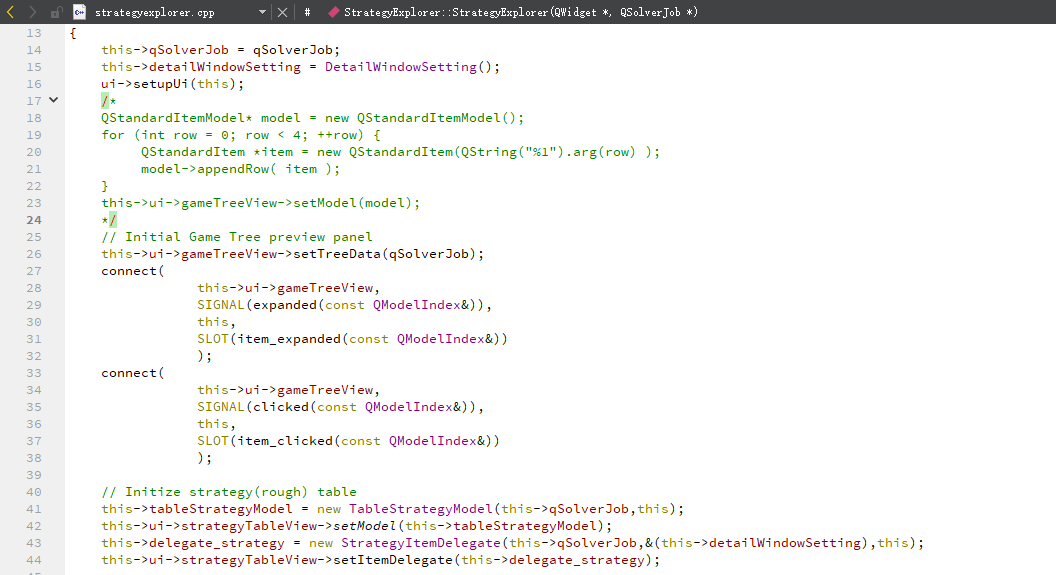 strategyexplorer.cpp # StrategyExplorer::StrategyExplorer(QWidget *, QSolverJob *)
13 {
14 this->qSolverJob = qSolverJob;
15 this->detailWindowSetting = DetailWindowSetting();
16 ui->setupUi(this);
17 /*
18 QStandardItemModel* model = new QStandardItemModel();
19 for (int row = 0; row < 4; ++row) {
20 QStandardItem *item = new QStandardItem(QString("%1").arg(row) );
21 model->appendRow( item );
22 }
23 this->ui->gameTreeView->setModel(model);
24 */
25 // Initial Game Tree preview panel
26 this->ui->gameTreeView->setTreeData(qSolverJob);
27 connect(
28 this->ui->gameTreeView,
29 SIGNAL(expanded(const QModelIndex&)),
30 this,
31 SLOT(item_expanded(const QModelIndex&))
32 );
33 connect(
34 this->ui->gameTreeView,
35 SIGNAL(clicked(const QModelIndex&)),
36 this,
37 SLOT(item_clicked(const QModelIndex&))
38 );
39
40 // Initize strategy(rough) table
41 this->tableStrategyModel = new TableStrategyModel(this->qSolverJob,this);
42 this->ui->strategyTableView->setModel(this->tableStrategyModel);
43 this->delegate_strategy = new StrategyItemDelegate(this->qSolverJob,&(this->detailWindowSetting),this);
44 this->ui->strategyTableView->setItemDelegate(this->delegate_strategy);